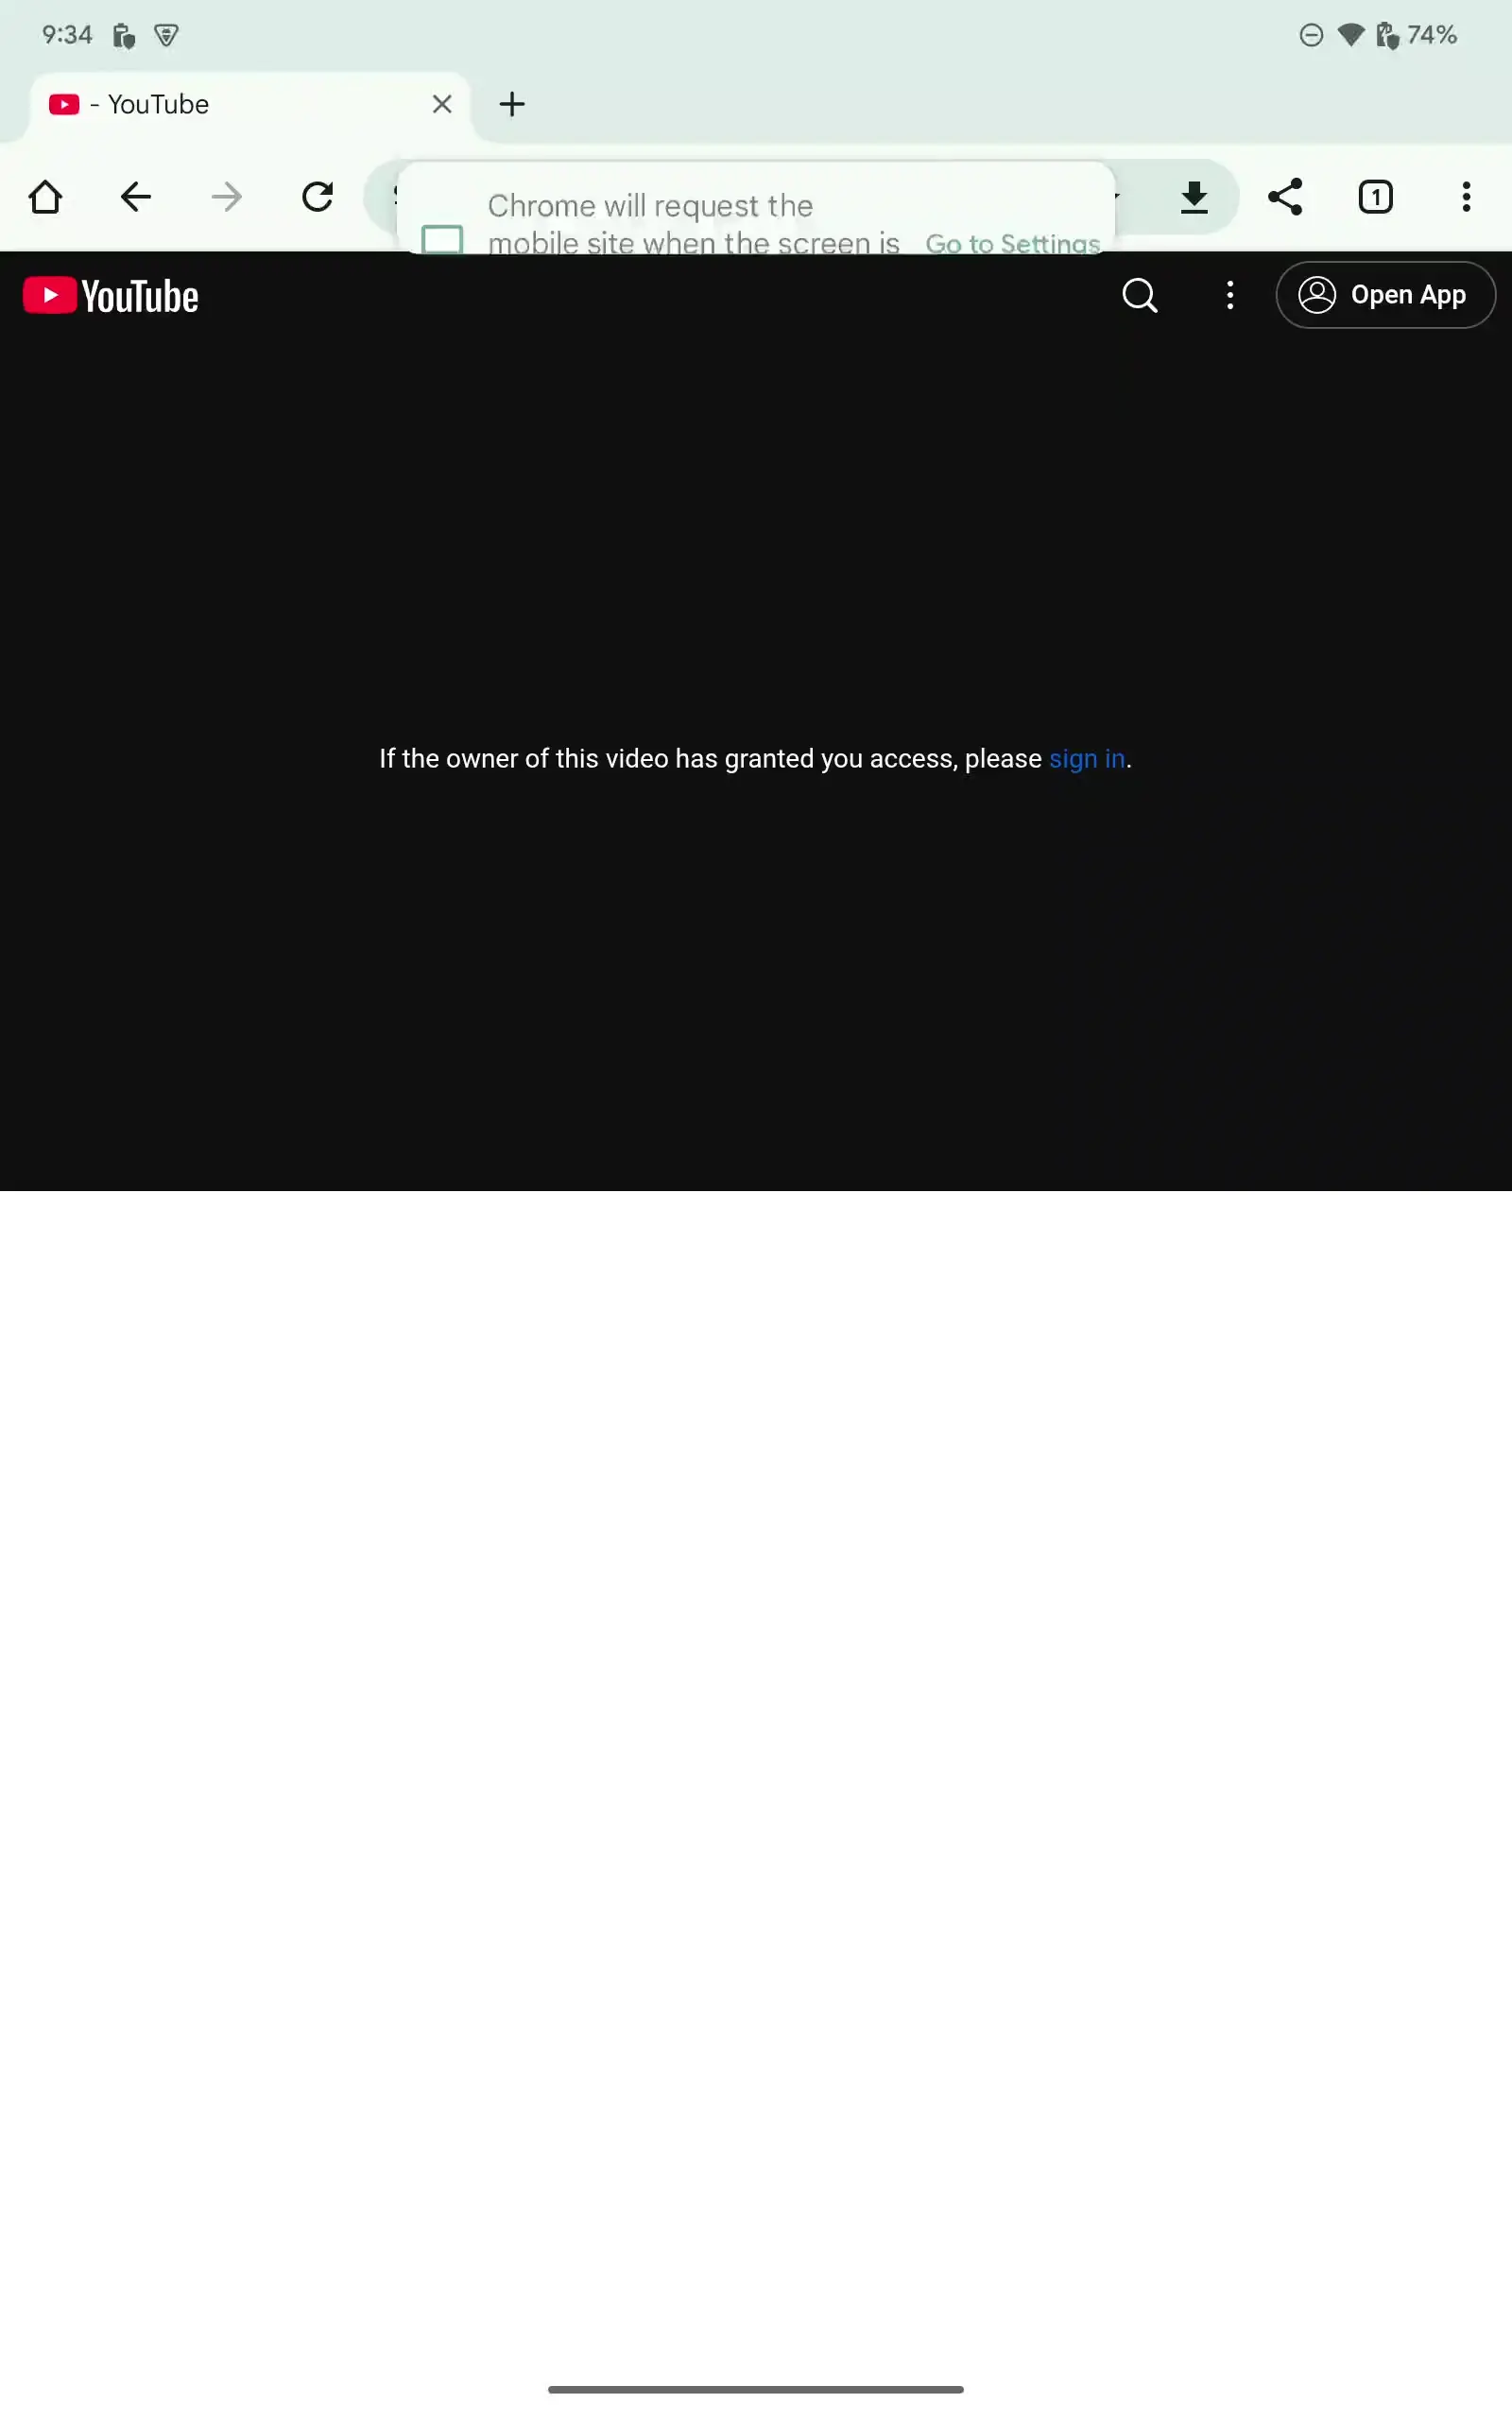 9:34
74%
- YouTube
1
Chrome will request the
mobile site when the screen is
Go to Settings
YouTube
Open App
If the owner of this video has granted you access, please sign in.